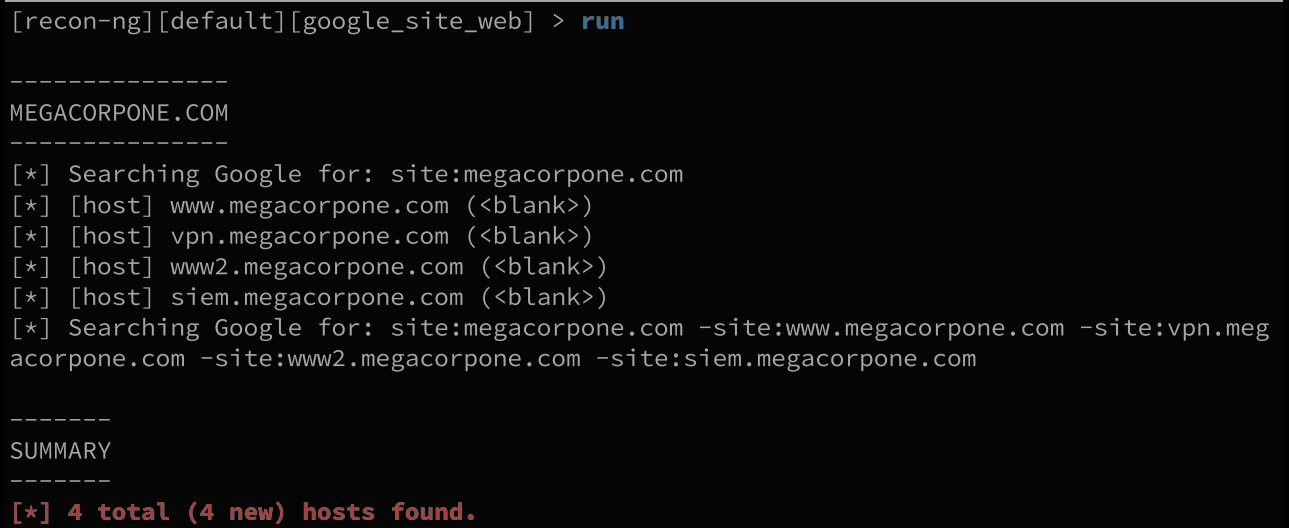 [recon-ng][default][google_site_web] > run
---------------
MEGACORPONE.COM
---------------
[*] Searching Google for: site:megacorpone.com
[*] [host] www.megacorpone.com (<blank>)
[*] [host] vpn.megacorpone.com (<blank>)
[*] [host] www2.megacorpone.com (<blank>)
[*] [host] siem.megacorpone.com (<blank>)
[*] Searching Google for: site:megacorpone.com -site:www.megacorpone.com -site:vpn.meg
acorpone.com -site:www2.megacorpone.com -site:siem.megacorpone.com
-------
SUMMARY
-------
[*] 4 total (4 new) hosts found.